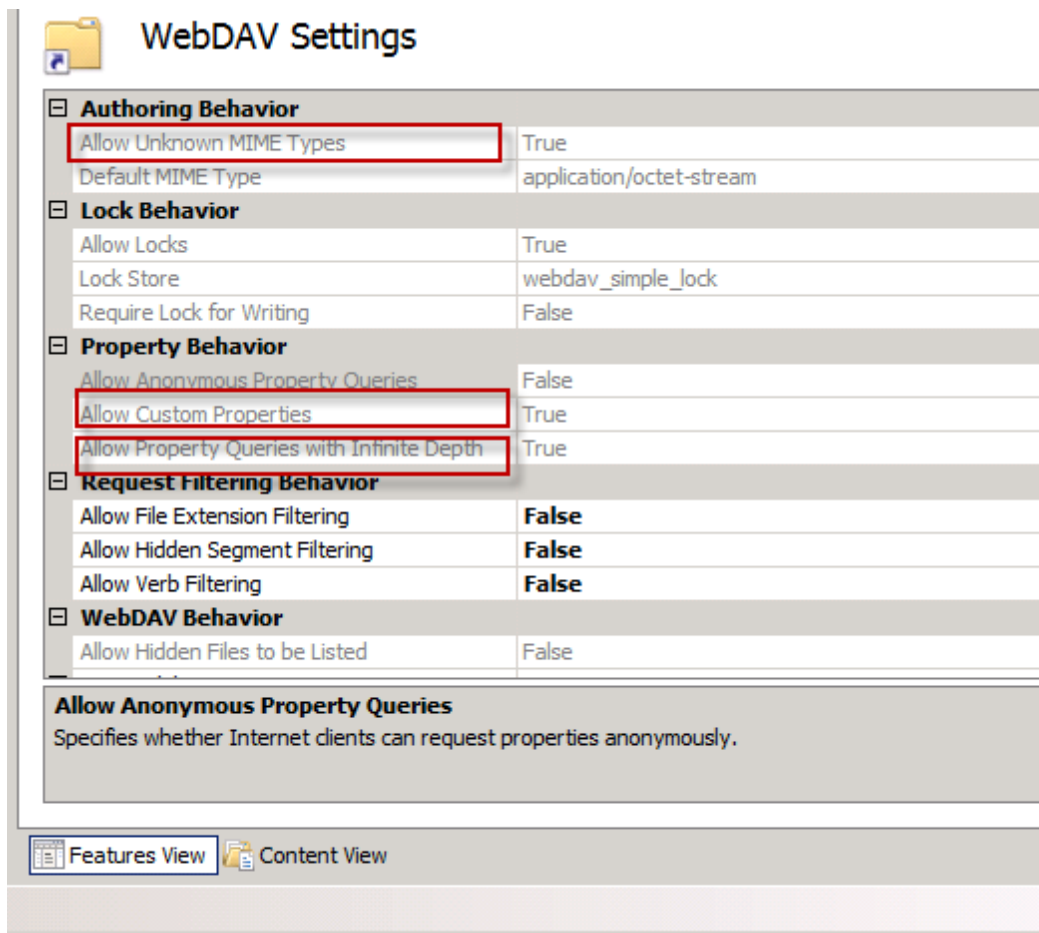 WebDAV Settings
Authoring Behavior
Allow Unknown MIME Types True
Default MIME Type application/octet-stream
Lock Behavior
Allow Locks True
Lock Store webdav_simple_lock
Require Lock for Writing False
Property Behavior
Allow Anonymous Property Queries False
Allow Custom Properties True
Allow Property Queries with Infinite Depth True
Request Filtering Behavior
Allow File Extension Filtering False
Allow Hidden Segment Filtering False
Allow Verb Filtering False
WebDAV Behavior
Allow Hidden Files to be Listed False
Allow Anonymous Property Queries
Specifies whether Internet clients can request properties anonymously.
Features View Content View